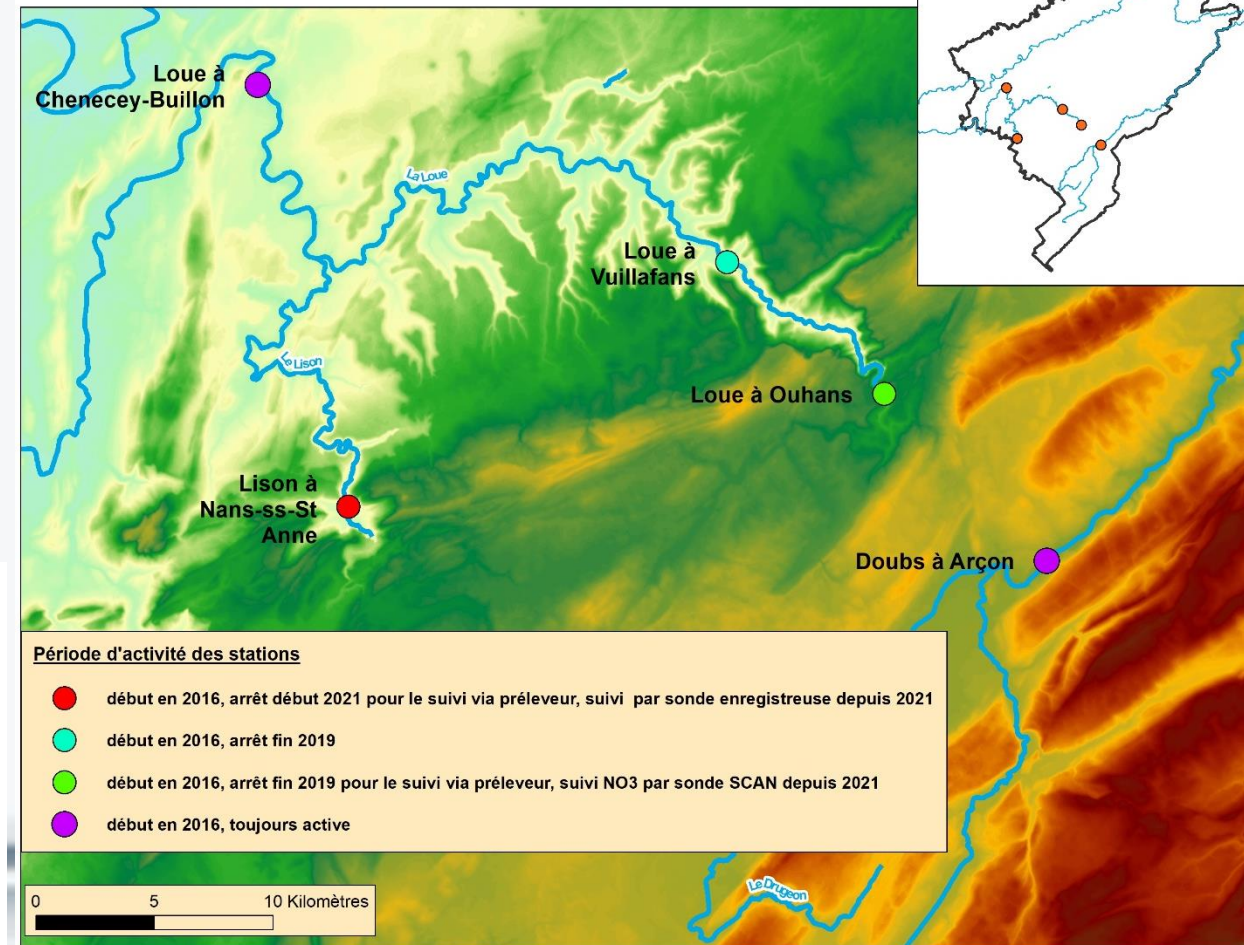 Loue à
Chenecey-Buillon
La Loue
Loue à
Vuillafans
Le Lison
Loue à Ouhans
Lison à
Nans-ss-St
Anne
Doubs à Arçon
Période d'activité des stations
début en 2016, arrêt début 2021 pour le suivi via préleveur, suivi par sonde enregistreuse depuis 2021
début en 2016, arrêt fin 2019
début en 2016, arrêt fin 2019 pour le suivi via préleveur, suivi NO3 par sonde SCAN depuis 2021
début en 2016, toujours active
Le Drugeon
0 5 10 Kilomètres